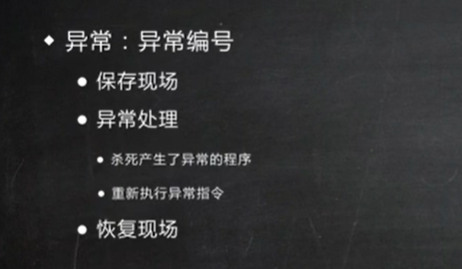 异常：异常编号
保存现场
异常处理
杀死产生了异常的程序
重新执行异常指令
恢复现场